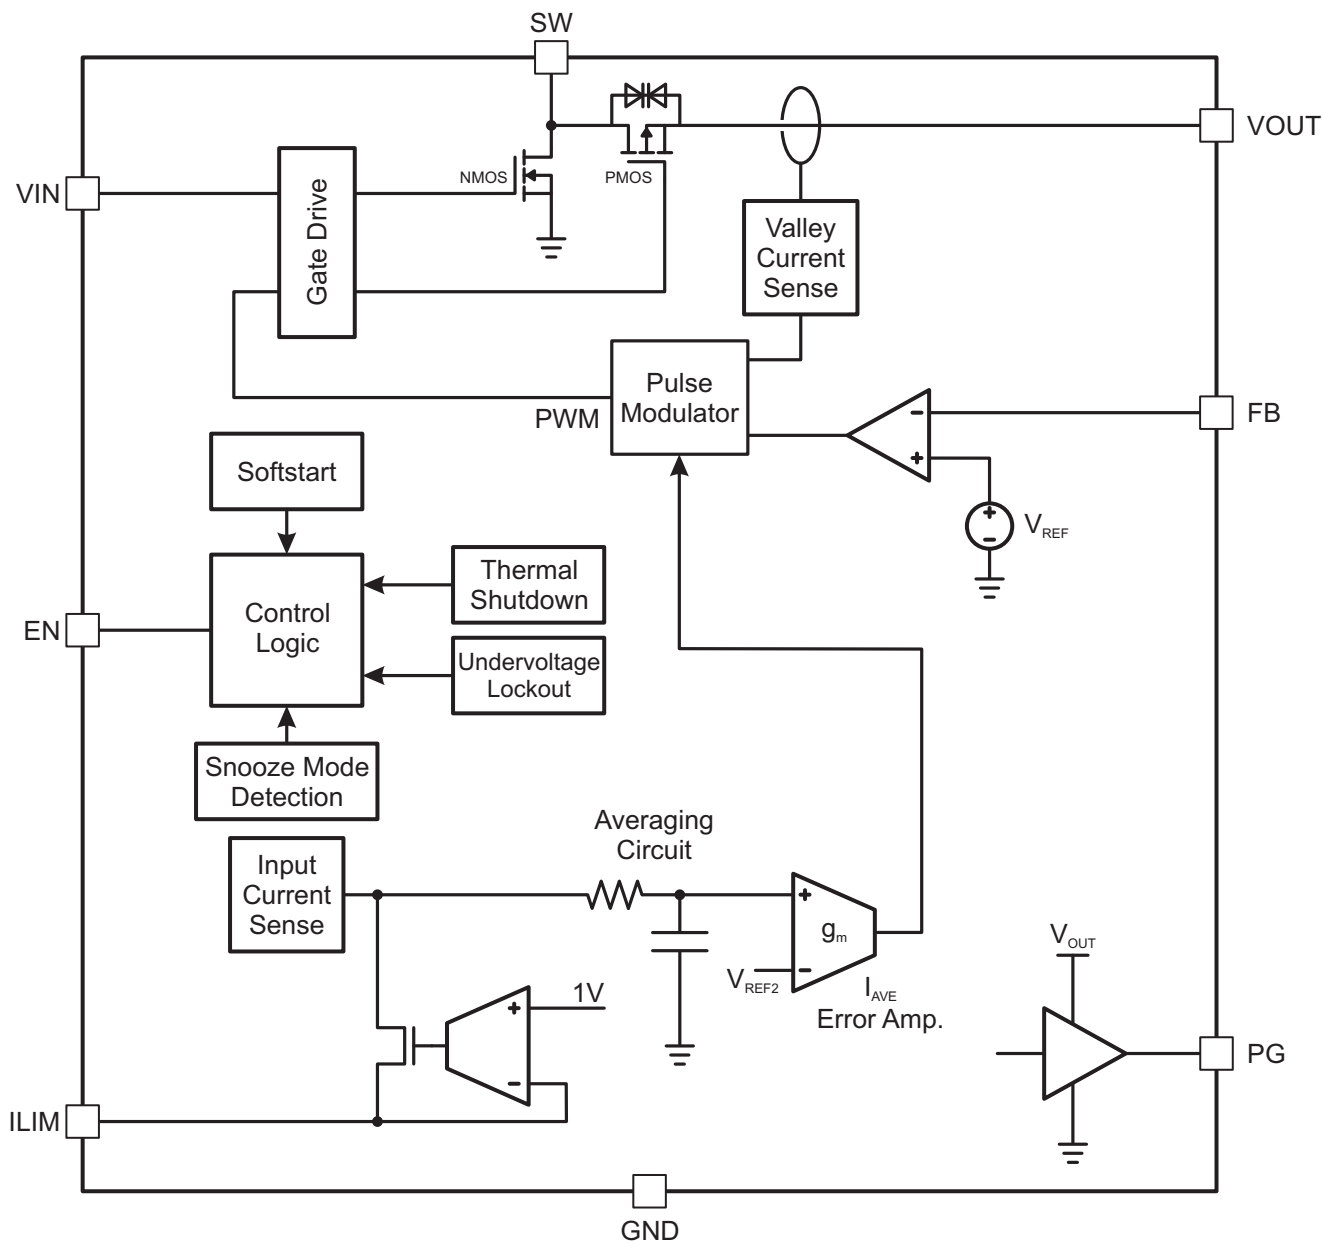 SW
VOUT
VIN
NMOS
PMOS
Gate Drive
Valley
Current
Sense
Pulse
Modulator
PWM
-
+
FB
+
-
VREF
Softstart
Thermal
Shutdown
Control
Logic
EN
Undervoltage
Lockout
Snooze Mode
Detection
Averaging
Circuit
Input
Current
Sense
+
gm
-
VREF2
IAVE
Error Amp.
VOUT
+
1V
-
PG
ILIM
GND